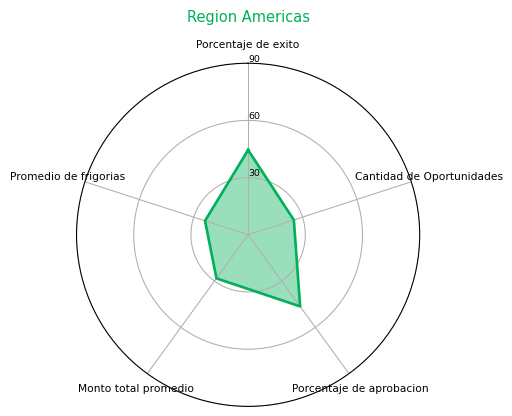 Region Americas
Porcentaje de exito
90
60
30
Promedio de frigorias
Cantidad de Oportunidades
Monto total promedio
Porcentaje de aprobacion